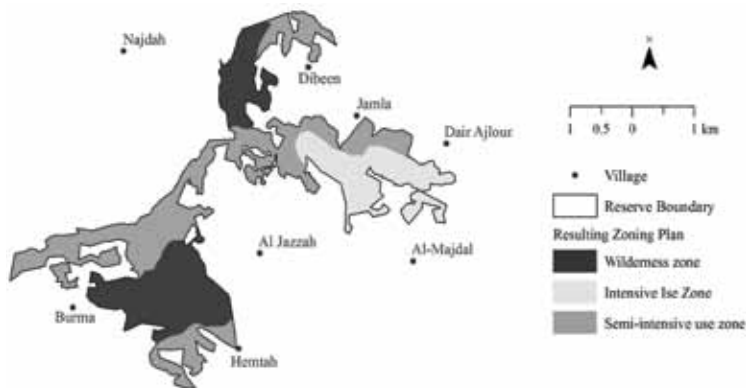 Najdah
N
Dibeen
Jamla
Dair Ajlour
1 0.5 0 1 km
Village
Reserve Boundary
Resulting Zoning Plan
Al Jazzah
Al-Majdal
Wilderness zone
Intensive Ise Zone
Burma
Semi-intensive use zone
Hemtah